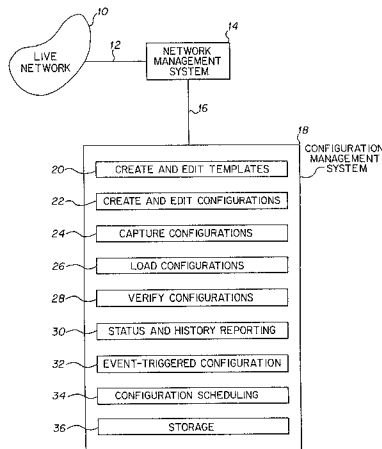 10
14
LIVE
NETWORK
12
NETWORK
MANAGEMENT
SYSTEM
16
18
CONFIGURATION
MANAGEMENT
SYSTEM
20 CREATE AND EDIT TEMPLATES
22 CREATE AND EDIT CONFIGURATIONS
24 CAPTURE CONFIGURATIONS
26 LOAD CONFIGURATIONS
28 VERIFY CONFIGURATIONS
30 STATUS AND HISTORY REPORTING
32 EVENT-TRIGGERED CONFIGURATION
34 CONFIGURATION SCHEDULING
36 STORAGE